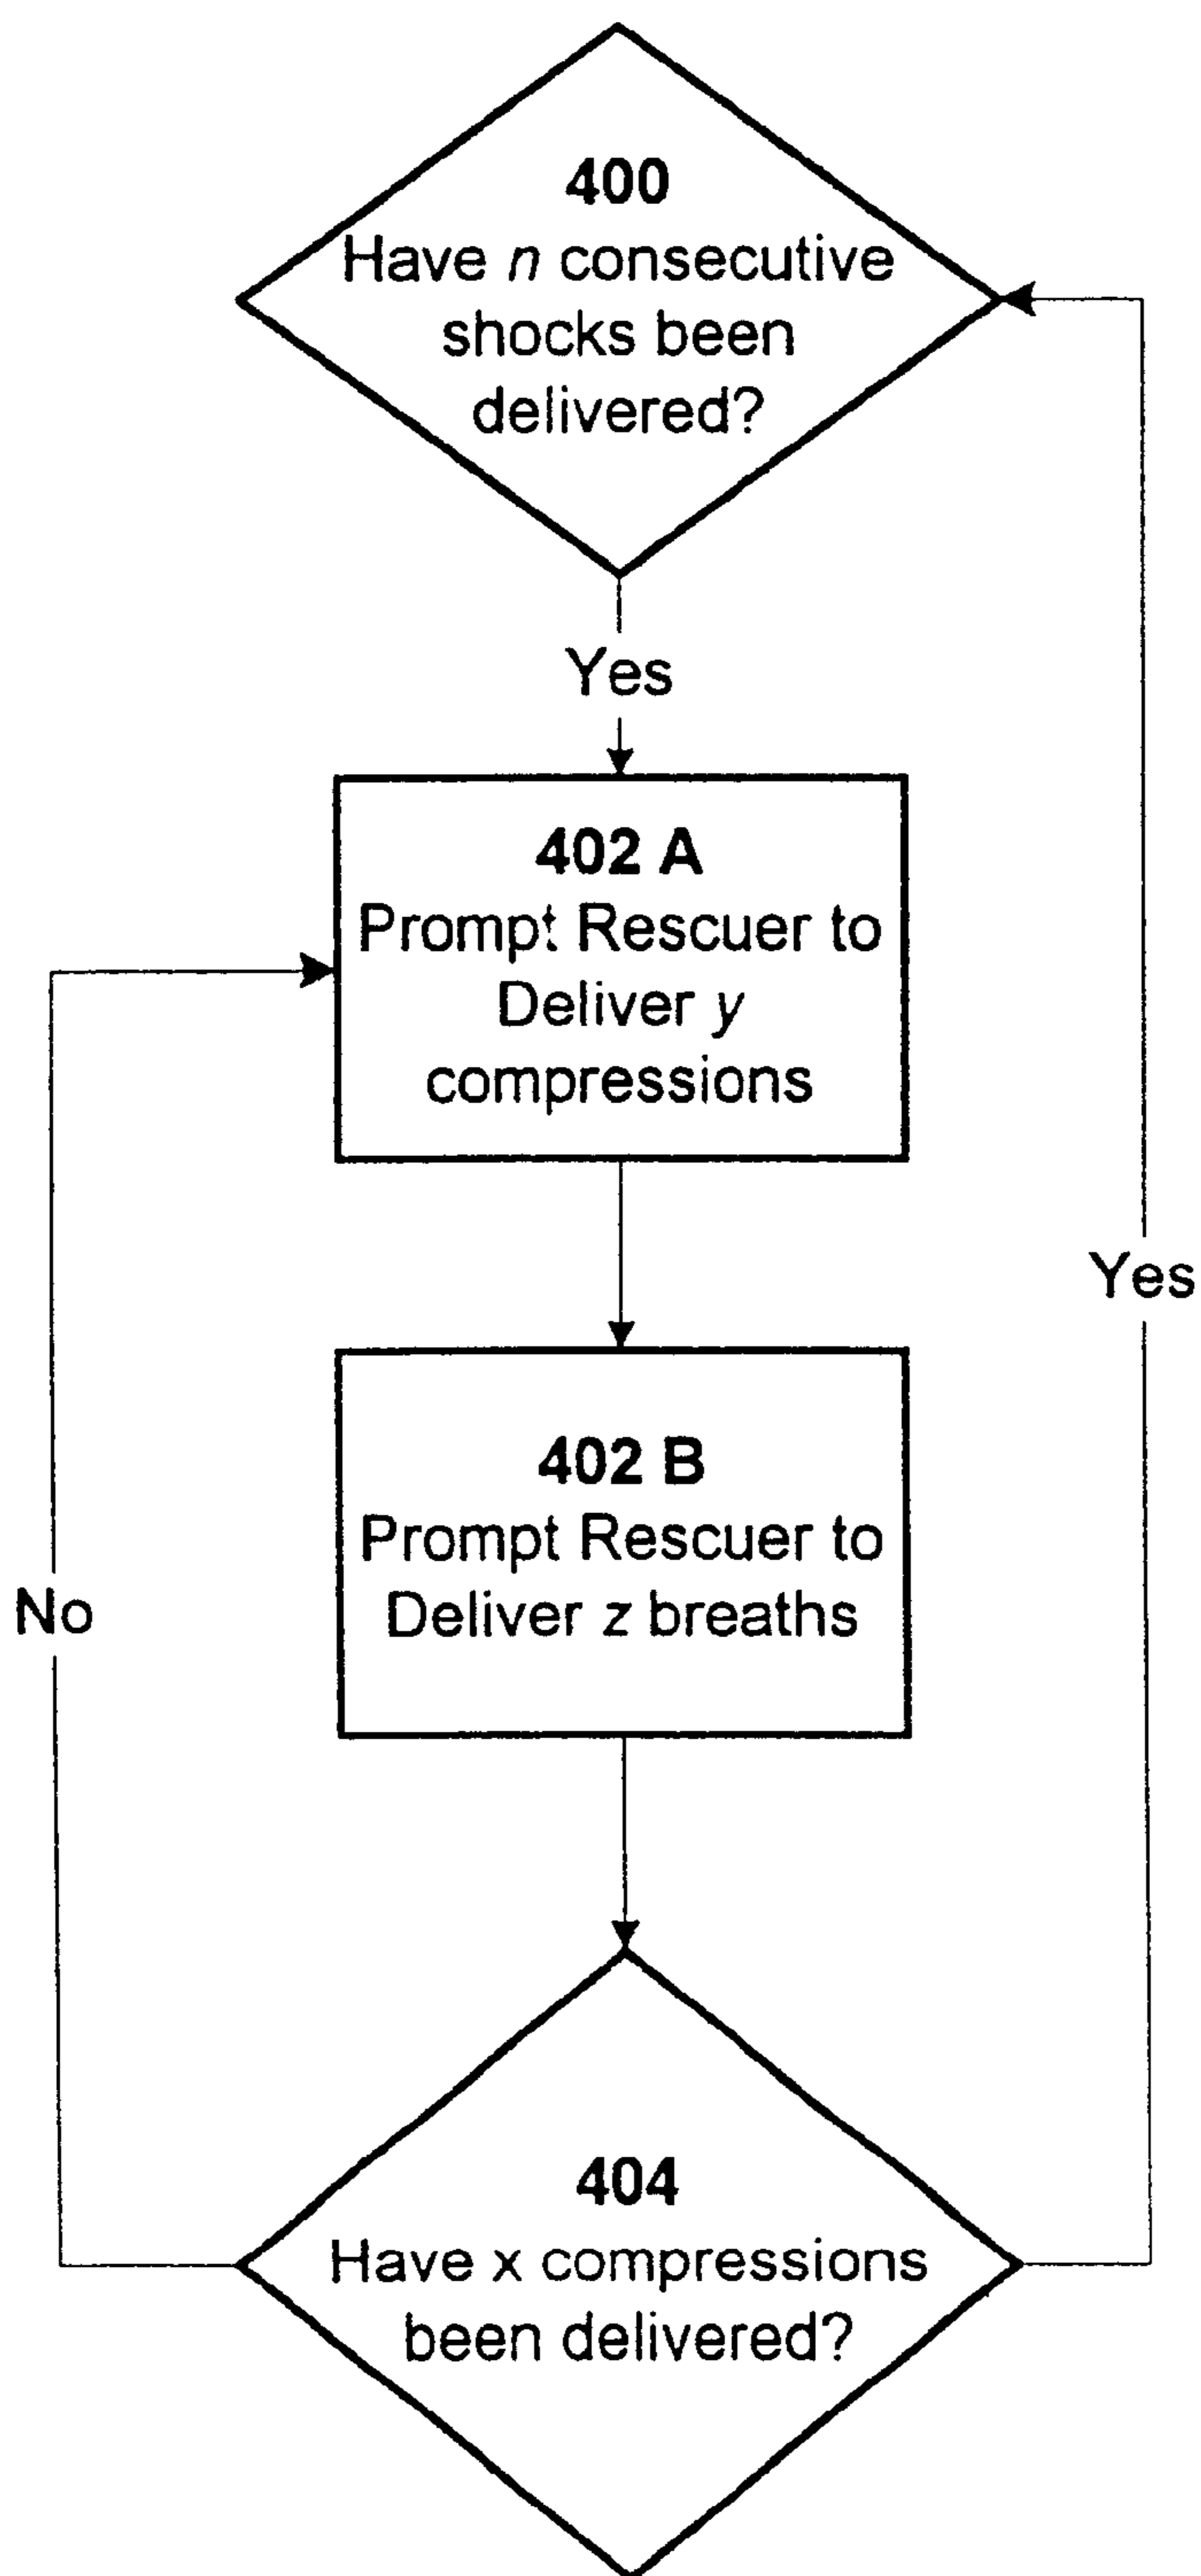 400
Have n consecutive
shocks been
delivered?
Yes
402 A
Prompt Rescuer to
Deliver y
compressions
Yes
402 B
Prompt Rescuer to
Deliver z breaths
No
404
Have x compressions
been delivered?